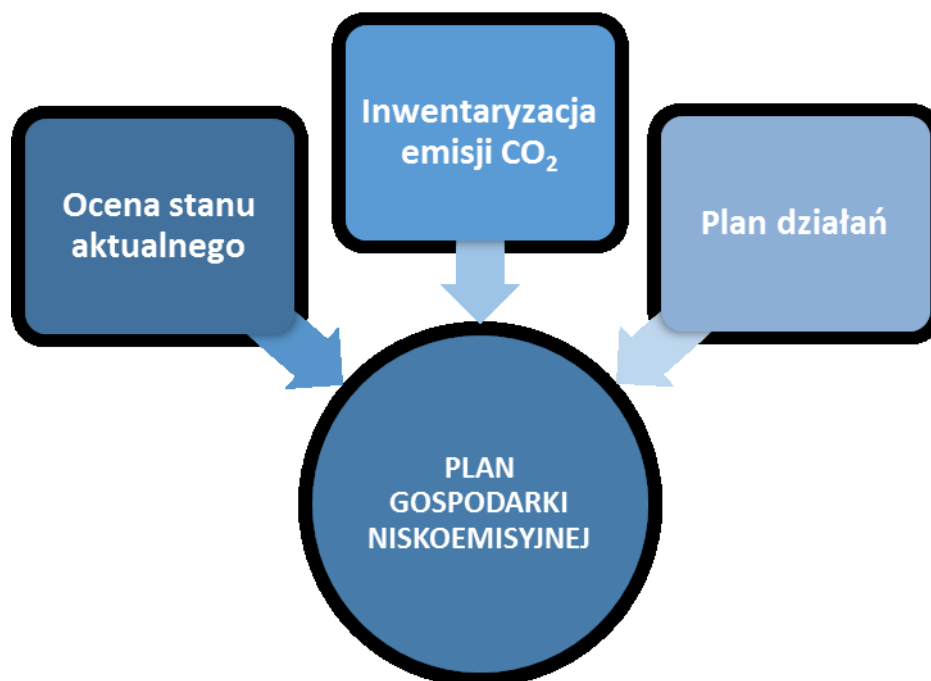 Ocena stanu
aktualnego
Inwentaryzacja
emisji CO₂
Plan działań
PLAN
GOSPODARKI
NISKOEMISYJNEJ